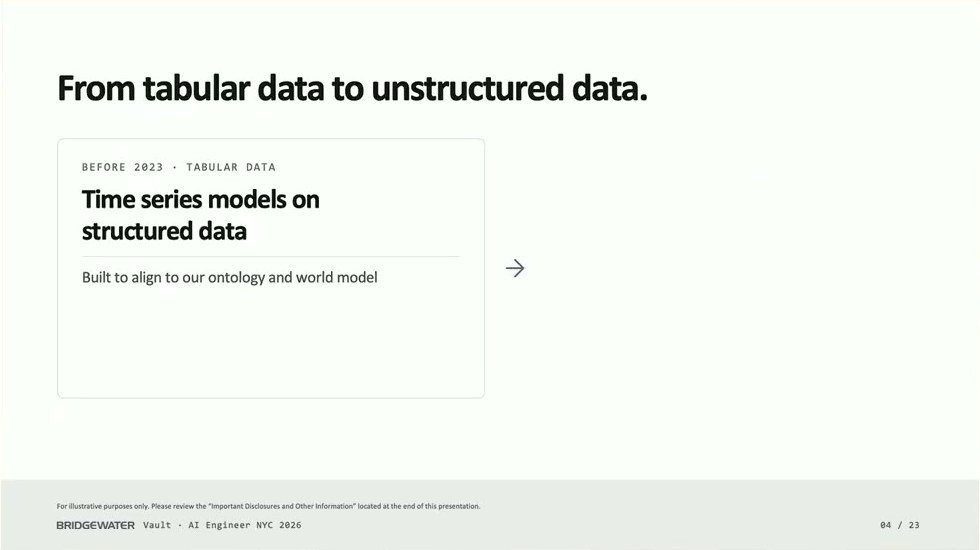 From tabular data to unstructured data.
BEFORE 2023 · TABULAR DATA
Time series models on
structured data
Built to align to our ontology and world model
→
For illustrative purposes only. Please review the "Important Disclosures and Other Information" located at the end of this presentation.
BRIDGEWATER Vault · AI Engineer NYC 2026
04 / 23